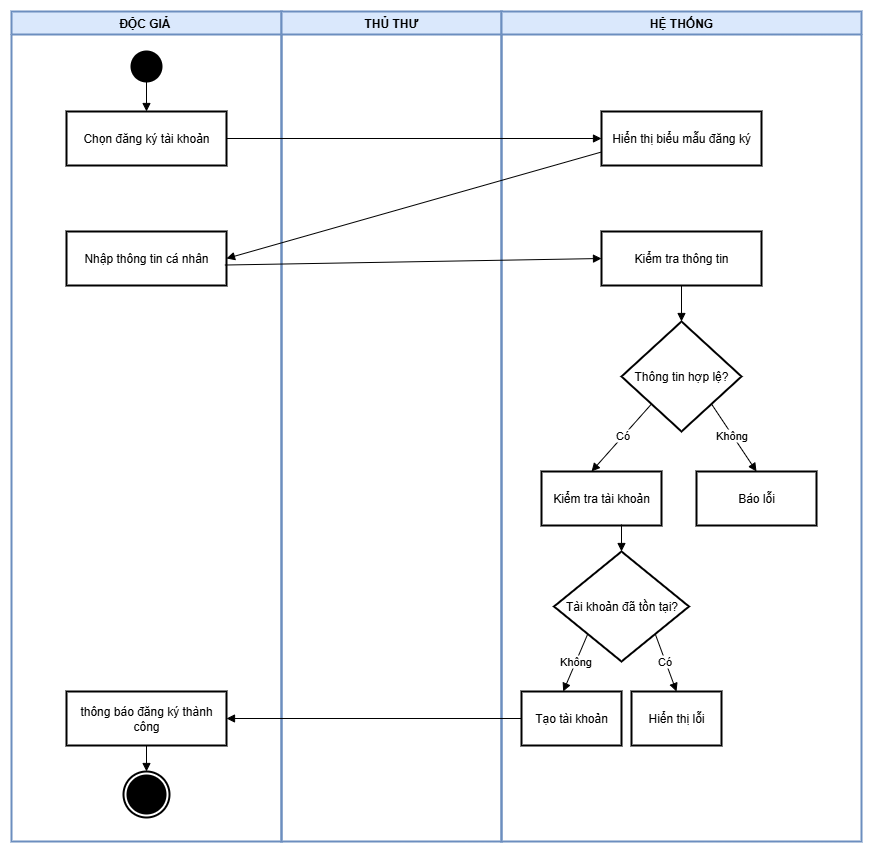 ĐỘC GIẢ
THỦ THƯ
HỆ THỐNG
Chọn đăng ký tài khoản
Hiển thị biểu mẫu đăng ký
Nhập thông tin cá nhân
Kiểm tra thông tin
Thông tin hợp lệ?
Có
Không
Kiểm tra tài khoản
Báo lỗi
Tài khoản đã tồn tại?
Không
Có
thông báo đăng ký thành
công
Tạo tài khoản
Hiển thị lỗi